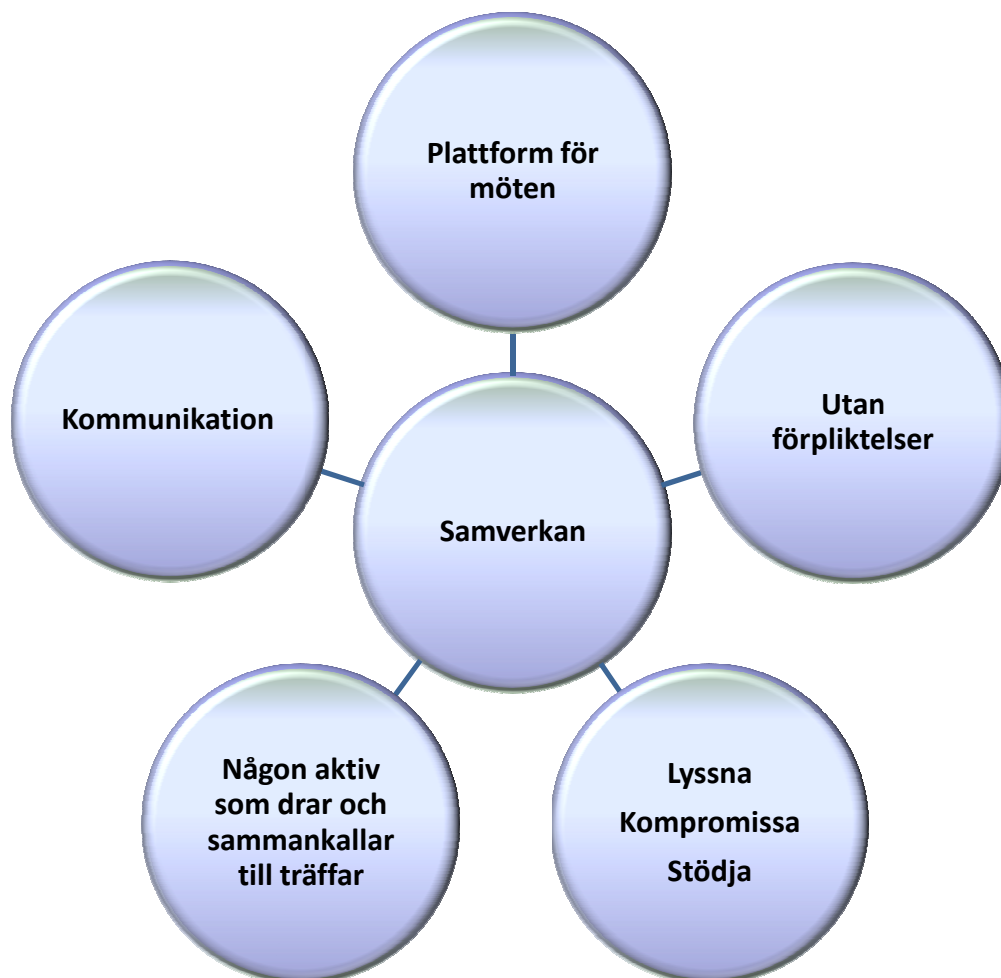 Plattform för
möten
Kommunikation
Utan
förpliktelser
Samverkan
Någon aktiv
som drar och
sammankallar
till träffar
Lyssna
Kompromissa
Stödja